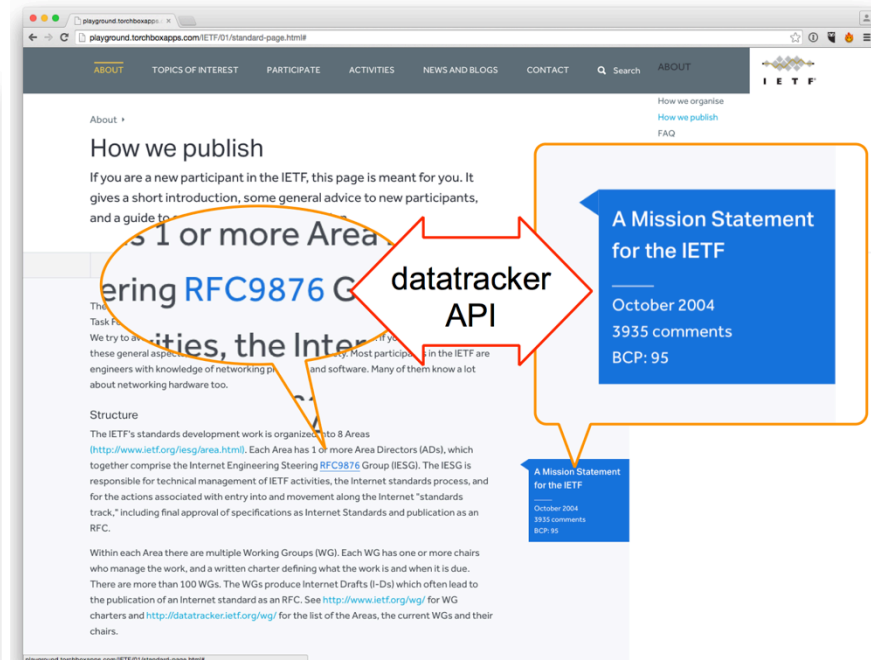 playground.torchboxapps.c
playground.torchboxapps.com/IETF/01/standard-page.html#
ABOUT TOPICS OF INTEREST PARTICIPATE ACTIVITIES NEWS AND BLOGS CONTACT Search ABOUT
I E T F
How we organise
How we publish
FAQ
About
How we publish
If you are a new participant in the IETF, this page is meant for you. It
gives a short introduction, some general advice to new participants,
and a guide to
s 1 or more Area
ering RFC9876 G
ities, the Inter
datatracker
API
A Mission Statement
for the IETF
October 2004
3935 comments
BCP: 95
Task
We try to if you
these general Most participants in the IETF are
engineers with knowledge of networking and software. Many of them know a lot
about networking hardware too.
Structure
The IETF's standards development work is organized into 8 Areas
(http://www.ietf.org/iesg/area.html). Each Area has 1 or more Area Directors (ADs), which
together comprise the Internet Engineering Steering RFC9876 Group (IESG). The IESG is
responsible for technical management of IETF activities, the Internet standards process, and
for the actions associated with entry into and movement along the Internet "standards
track," including final approval of specifications as Internet Standards and publication as an
RFC.
A Mission Statement
for the IETF
October 2004
3935 comments
BCP: 95
Within each Area there are multiple Working Groups (WG). Each WG has one or more chairs
who manage the work, and a written charter defining what the work is and when it is due.
There are more than 100 WGs. The WGs produce Internet Drafts (I-Ds) which often lead to
the publication of an Internet standard as an RFC. See http://www.ietf.org/wg/ for WG
charters and http://datatracker.ietf.org/wg/ for the list of the Areas, the current WGs and their
chairs.